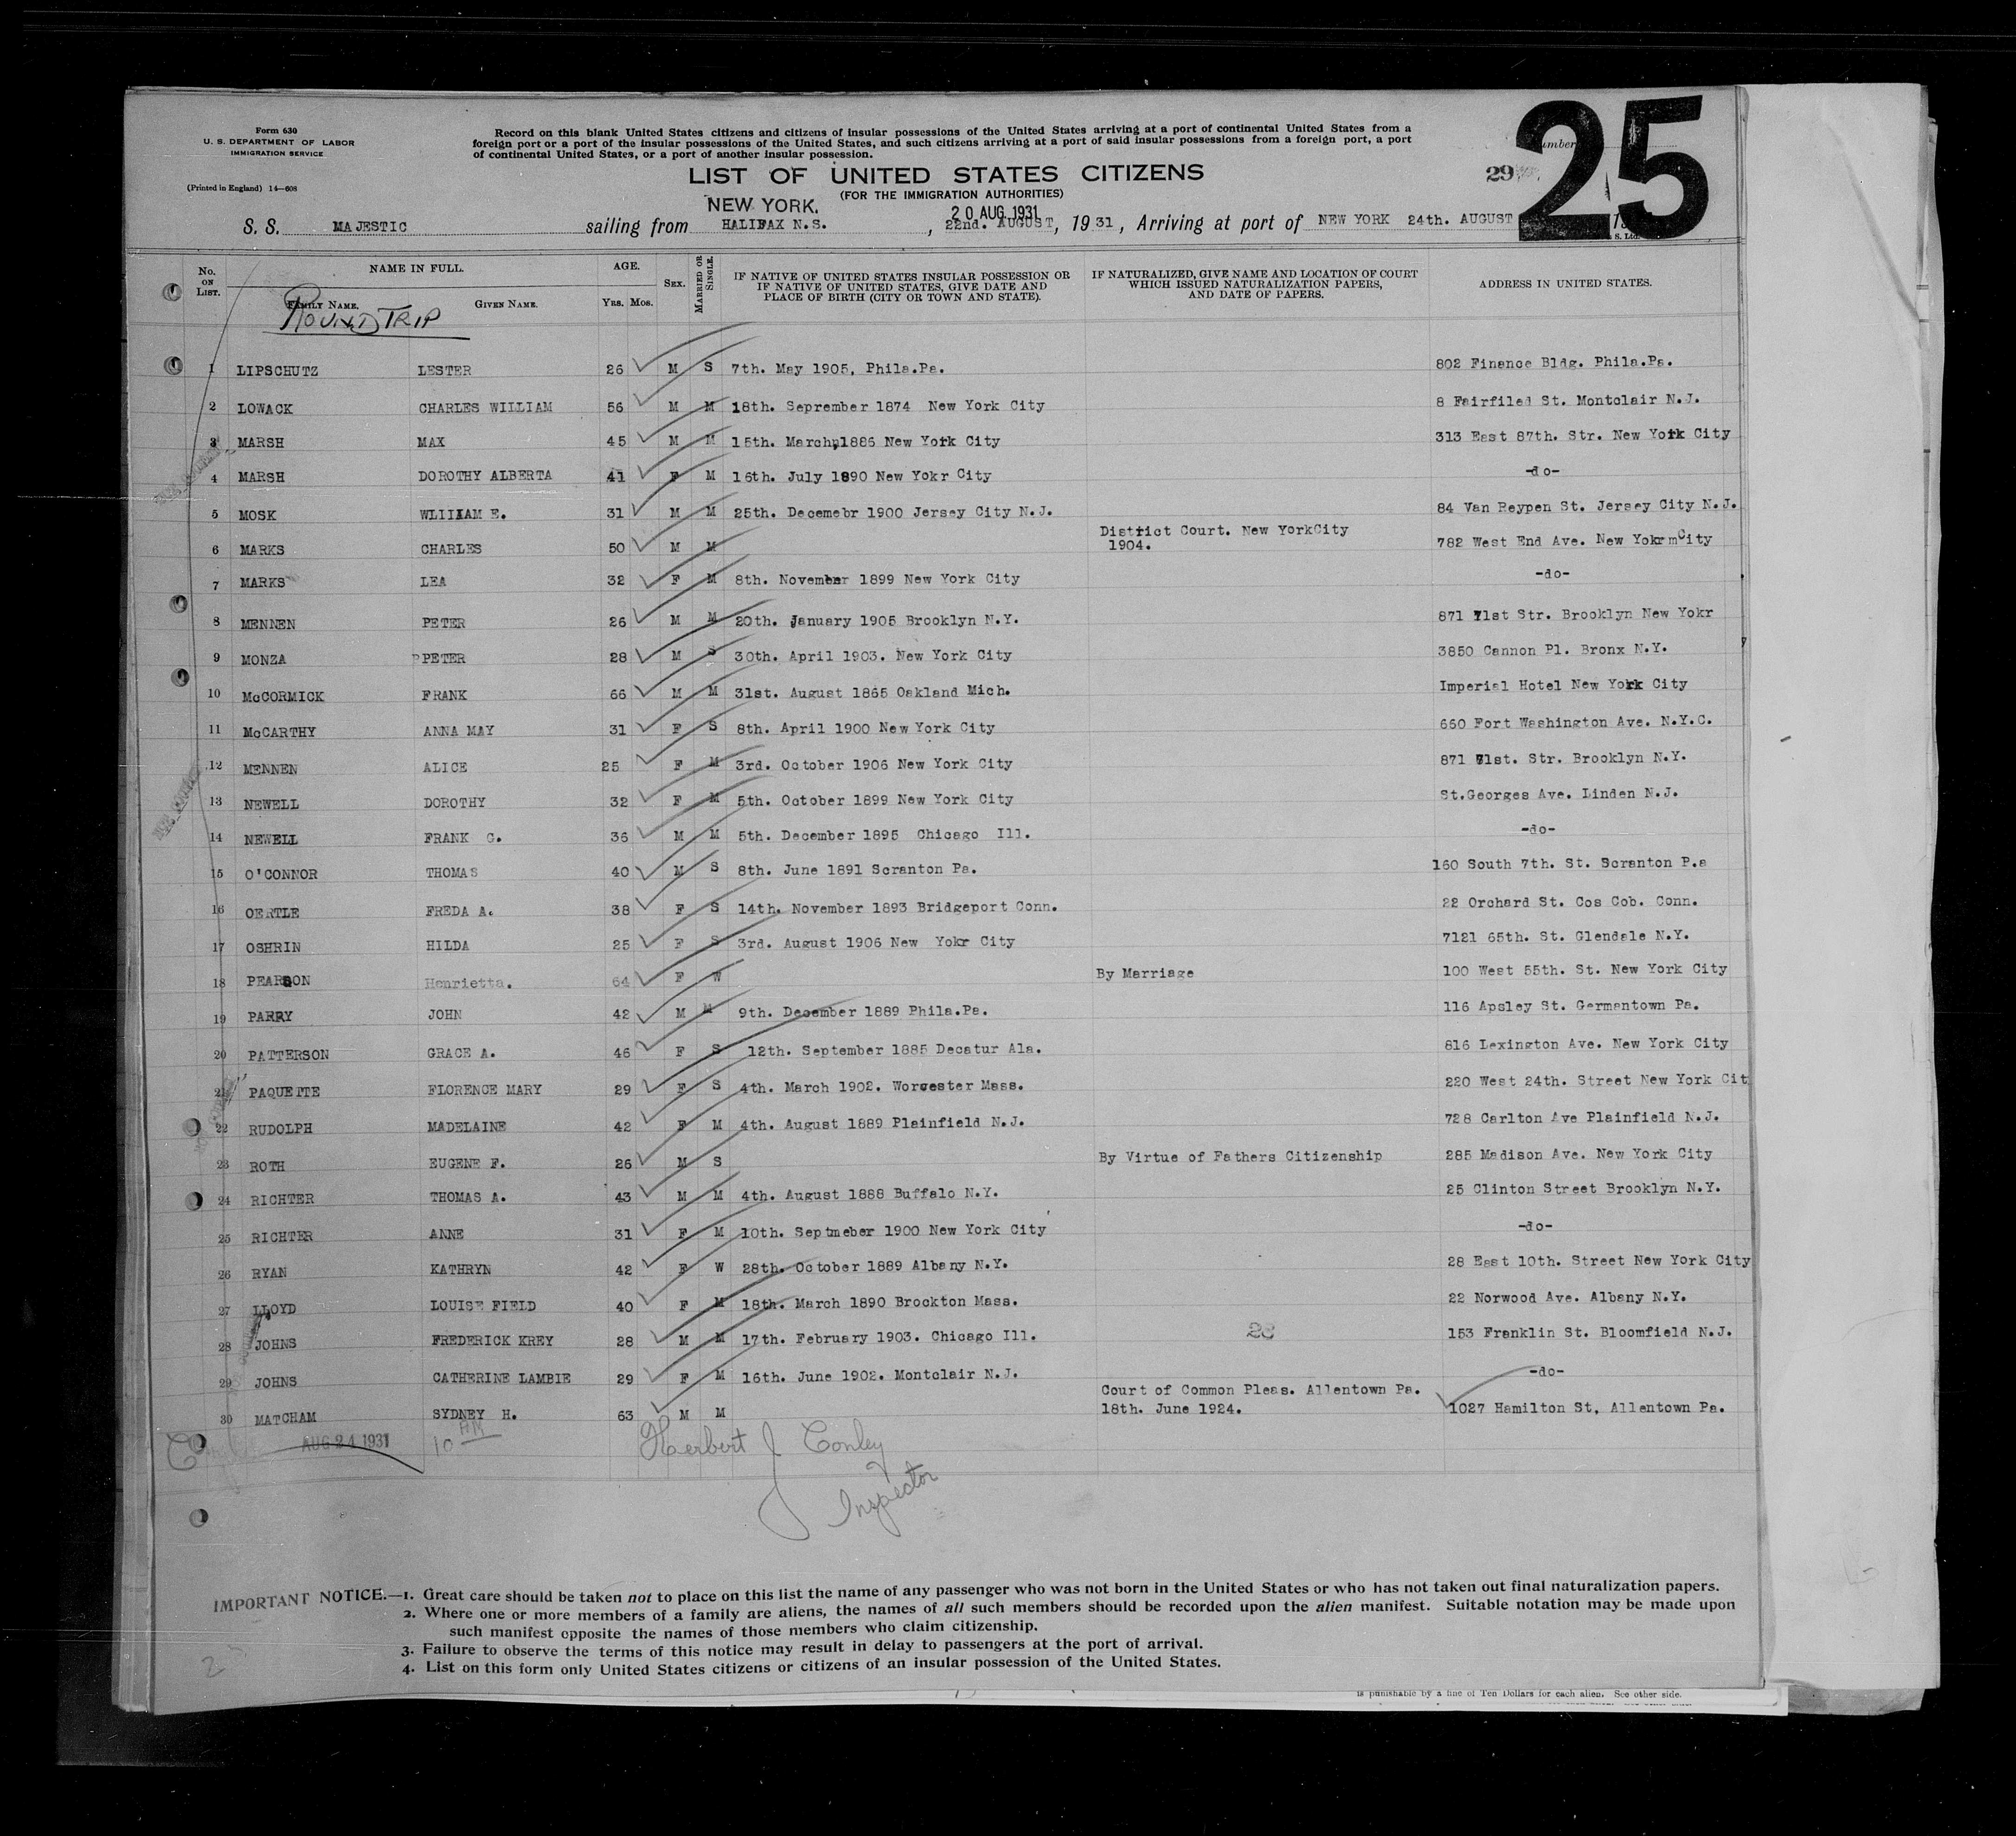 Form 630
U. S. DEPARTMENT OF LABOR
IMMIGRATION SERVICE
(Printed in England) 14—608
Record on this blank United States citizens and citizens of insular possessions of the United States arriving at a port of continental United States from a
foreign port or a port of the insular possessions of the United States, and such citizens arriving at a port of said insular possessions from a foreign port, a port
of continental United States, or a port of another insular possession.
25
29
LIST OF UNITED STATES CITIZENS
(FOR THE IMMIGRATION AUTHORITIES)
NEW YORK. 20 AUG. 1931
S. S. MAJESTIC sailing from HALIFAX N.S. , 22nd. AUGUST, 1931, Arriving at port of NEW YORK 24th. AUGUST
No. ON LIST. NAME IN FULL. FAMILY NAME. GIVEN NAME. AGE. YRS. MOS. SEX. MARRIED OR SINGLE. IF NATIVE OF UNITED STATES INSULAR POSSESSION OR IF NATIVE OF UNITED STATES, GIVE DATE AND PLACE OF BIRTH (CITY OR TOWN AND STATE). IF NATURALIZED, GIVE NAME AND LOCATION OF COURT WHICH ISSUED NATURALIZATION PAPERS, AND DATE OF PAPERS. ADDRESS IN UNITED STATES.
ROUND TRIP
1 LIPSCHUTZ LESTER 26 M S 7th. May 1905, Phila.Pa. 802 Finance Bldg. Phila.Pa.
2 LOWACK CHARLES WILLIAM 56 M M 18th. Seprember 1874 New York City 8 Fairfiled St. Montclair N.J.
3 MARSH MAX 45 M M 15th. March,1886 New York City 313 East 87th. Str. New York City
4 MARSH DOROTHY ALBERTA 41 F M 16th. July 1890 New Yokr City -do-
5 MOSK WLIIIAM E. 31 M M 25th. Decemebr 1900 Jersey City N.J. 84 Van Reypen St. Jersey City N.J.
6 MARKS CHARLES 50 M M District Court. New YorkCity 1904. 782 West End Ave. New Yokrm City
7 MARKS LEA 32 F M 8th. November 1899 New York City -do-
8 MENNEN PETER 26 M M 20th. January 1905 Brooklyn N.Y. 871 71st Str. Brooklyn New Yokr
9 MONZA PETER 28 M S 30th. April 1903. New York City 3850 Cannon Pl. Bronx N.Y.
10 McCORMICK FRANK 66 M M 31st. August 1865 Oakland Mich. Imperial Hotel New York City
11 McCARTHY ANNA MAY 31 F S 8th. April 1900 New York City 660 Fort Washington Ave. N.Y.C.
12 MENNEN ALICE 25 F M 3rd. October 1906 New York City 871 71st. Str. Brooklyn N.Y.
13 NEWELL DOROTHY 32 F M 5th. October 1899 New York City St.Georges Ave. Linden N.J.
14 NEWELL FRANK G. 36 M M 5th. December 1895 Chicago Ill. -do-
15 O'CONNOR THOMAS 40 M S 8th. June 1891 Scranton Pa. 160 South 7th. St. Scranton P.a
16 OERTLE FREDA A. 38 F S 14th. November 1893 Bridgeport Conn. 22 Orchard St. Cos Cob. Conn.
17 OSHRIN HILDA 25 F S 3rd. August 1906 New Yokr City 7121 65th. St. Glendale N.Y.
18 PEARSON Henrietta. 64 F W By Marriage 100 West 55th. St. New York City
19 PARRY JOHN 42 M M 9th. December 1889 Phila.Pa. 116 Apsley St. Germantown Pa.
20 PATTERSON GRACE A. 46 F S 12th. September 1885 Decatur Ala. 816 Lexington Ave. New York City
21 PAQUETTE FLORENCE MARY 29 F S 4th. March 1902. Worcester Mass. 220 West 24th. Street New York Cit
22 RUDOLPH MADELAINE 42 F M 4th. August 1889 Plainfield N.J. 728 Carlton Ave Plainfield N.J.
23 ROTH EUGENE F. 26 M S By Virtue of Fathers Citizenship 285 Madison Ave. New York City
24 RICHTER THOMAS A. 43 M M 4th. August 1888 Buffalo N.Y. 25 Clinton Street Brooklyn N.Y.
25 RICHTER ANNE 31 F M 10th. Septmeber 1900 New York City -do-
26 RYAN KATHRYN 42 F W 28th. October 1889 Albany N.Y. 28 East 10th. Street New York City
27 LLOYD LOUISE FIELD 40 F M 18th. March 1890 Brockton Mass. 22 Norwood Ave. Albany N.Y.
28 JOHNS FREDERICK KREY 28 M M 17th. February 1903. Chicago Ill. 28 153 Franklin St. Bloomfield N.J.
29 JOHNS CATHERINE LAMBIE 29 F M 16th. June 1902. Montclair N.J. -do-
30 MATCHAM SYDNEY H. 63 M M Court of Common Pleas. Allentown Pa. 18th. June 1924. 1027 Hamilton St, Allentown Pa.
AUG 24 1931 10 AM Herbert J Conley
Inspector
IMPORTANT NOTICE.—1. Great care should be taken not to place on this list the name of any passenger who was not born in the United States or who has not taken out final naturalization papers.
2. Where one or more members of a family are aliens, the names of all such members should be recorded upon the alien manifest. Suitable notation may be made upon
such manifest opposite the names of those members who claim citizenship.
3. Failure to observe the terms of this notice may result in delay to passengers at the port of arrival.
4. List on this form only United States citizens or citizens of an insular possession of the United States.
2
is punishable by a fine of Ten Dollars for each alien. See other side.